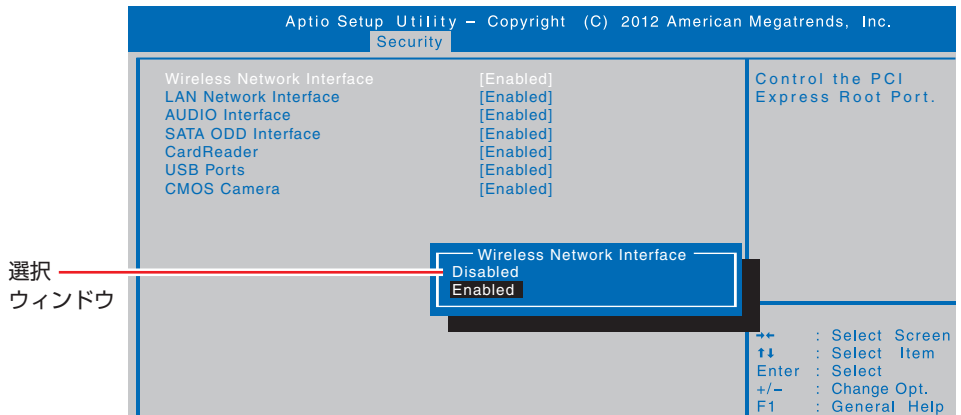 Aptio Setup Utility – Copyright (C) 2012 American Megatrends, Inc.
Security
Wireless Network Interface [Enabled]
LAN Network Interface [Enabled]
AUDIO Interface [Enabled]
SATA ODD Interface [Enabled]
CardReader [Enabled]
USB Ports [Enabled]
CMOS Camera [Enabled]
Control the PCI
Express Root Port.
選択
ウィンドウ
Wireless Network Interface
Disabled
Enabled
→← : Select Screen
↑↓ : Select Item
Enter : Select
+/– : Change Opt.
F1 : General Help